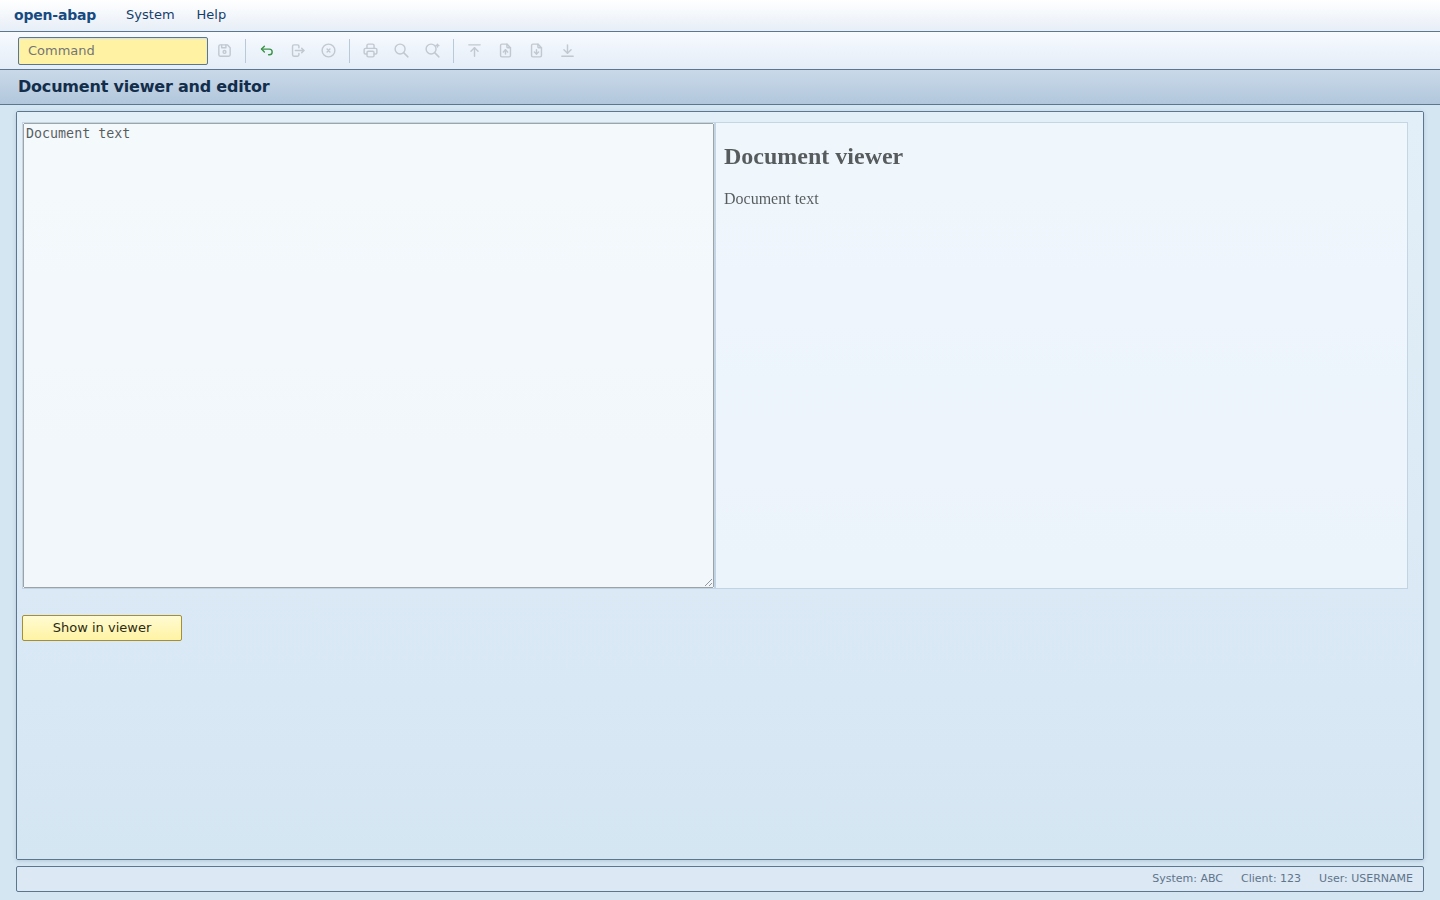 open-abap System Help
Command
Document viewer and editor
Document text
Document viewer
Document text
Show in viewer
System: ABC Client: 123 User: USERNAME